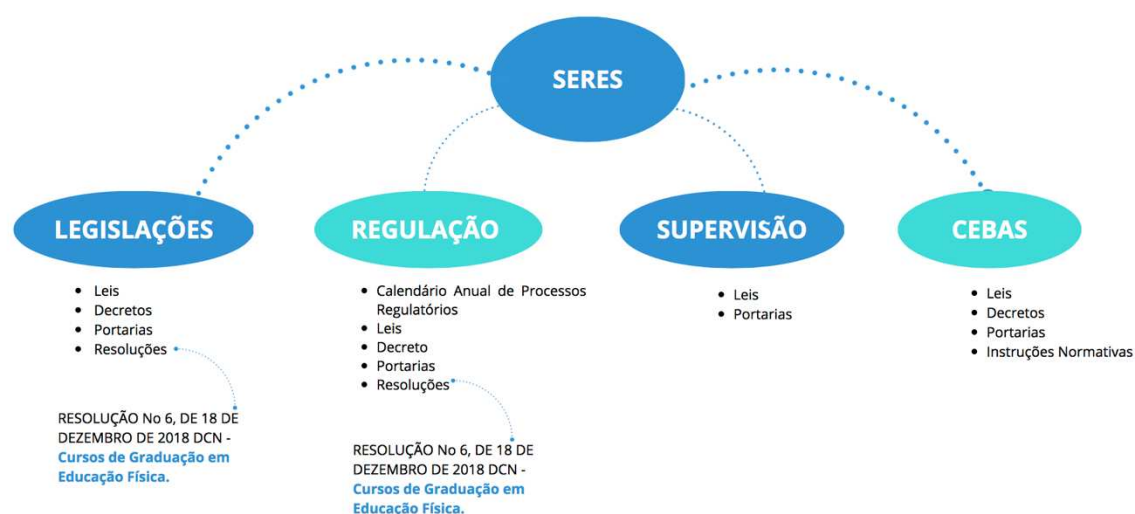 SERES
LEGISLAÇÕES
• Leis
• Decretos
• Portarias
• Resoluções
RESOLUÇÃO No 6, DE 18 DE
DEZEMBRO DE 2018 DCN -
Cursos de Graduação em
Educação Física.
REGULAÇÃO
• Calendário Anual de Processos
Regulatórios
• Leis
• Decreto
• Portarias
• Resoluções
RESOLUÇÃO No 6, DE 18 DE
DEZEMBRO DE 2018 DCN -
Cursos de Graduação em
Educação Física.
SUPERVISÃO
• Leis
• Portarias
CEBAS
• Leis
• Decretos
• Portarias
• Instruções Normativas